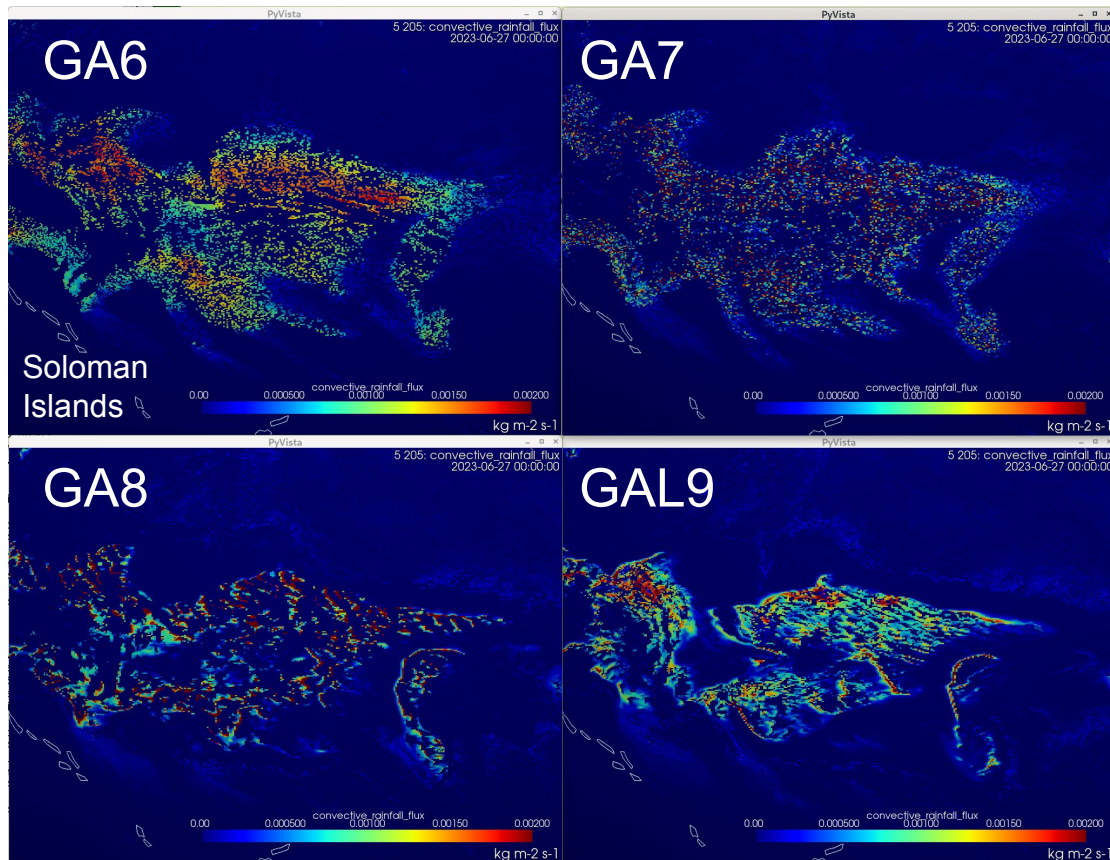 PyVista
5 205: convective_rainfall_flux
2023-06-27 00:00:00
GA6
Soloman
Islands
convective_rainfall_flux
0.00 0.000500 0.00100 0.00150 0.00200
kg m-2 s-1
PyVista
5 205: convective_rainfall_flux
2023-06-27 00:00:00
GA7
convective_rainfall_flux
0.00 0.000500 0.00100 0.00150 0.00200
kg m-2 s-1
PyVista
5 205: convective_rainfall_flux
2023-06-27 00:00:00
GA8
convective_rainfall_flux
0.00 0.000500 0.00100 0.00150 0.00200
kg m-2 s-1
PyVista
5 205: convective_rainfall_flux
2023-06-27 00:00:00
GAL9
convective_rainfall_flux
0.00 0.000500 0.00100 0.00150 0.00200
kg m-2 s-1